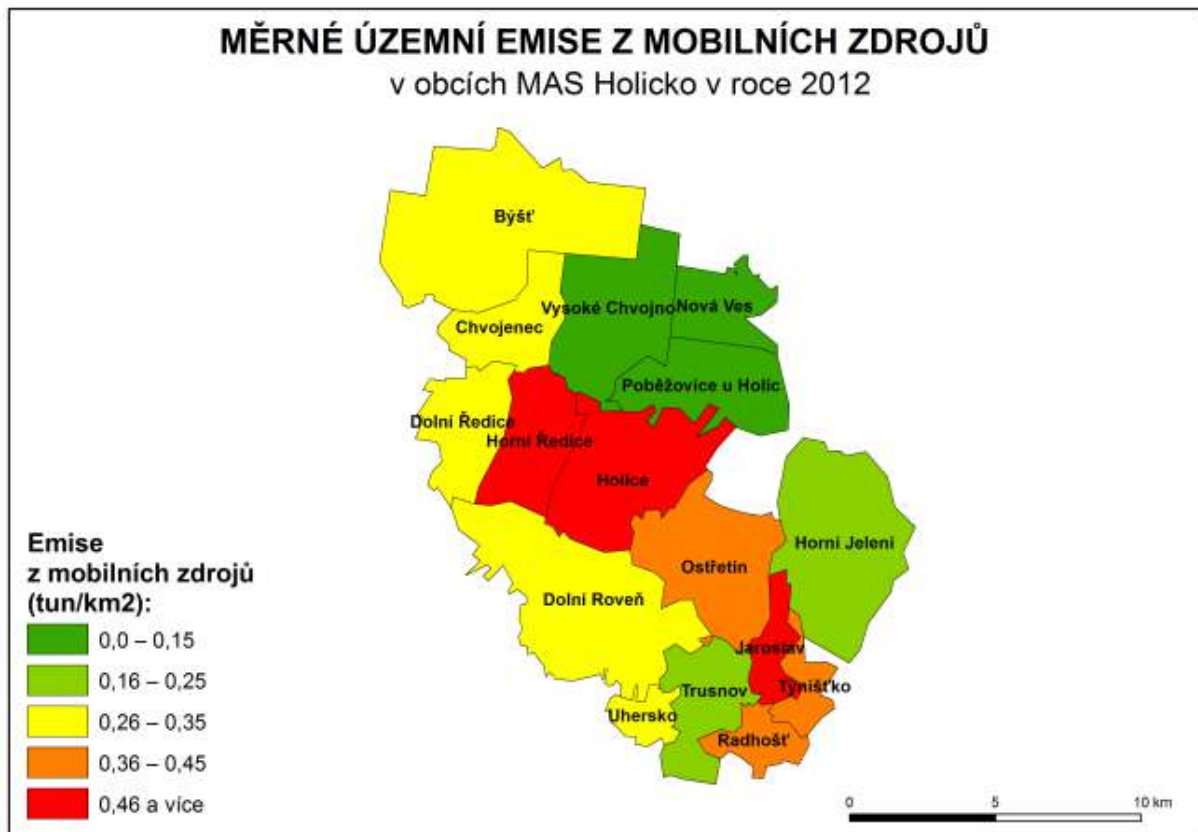 MĚRNÉ ÚZEMNÍ EMISE Z MOBILNÍCH ZDROJŮ
v obcích MAS Holicko v roce 2012
Býšť
Vysoké Chvojno
Nová Ves
Chvojenec
Poběžovice u Holic
Dolní Ředice
Horní Ředice
Holice
Ostřetín
Horní Jelení
Dolní Roveň
Jaroslav
Týnišťko
Trusnov
Uhersko
Radhošť
Emise
z mobilních zdrojů
(tun/km2):
0,0 – 0,15
0,16 – 0,25
0,26 – 0,35
0,36 – 0,45
0,46 a více
0 5 10 km